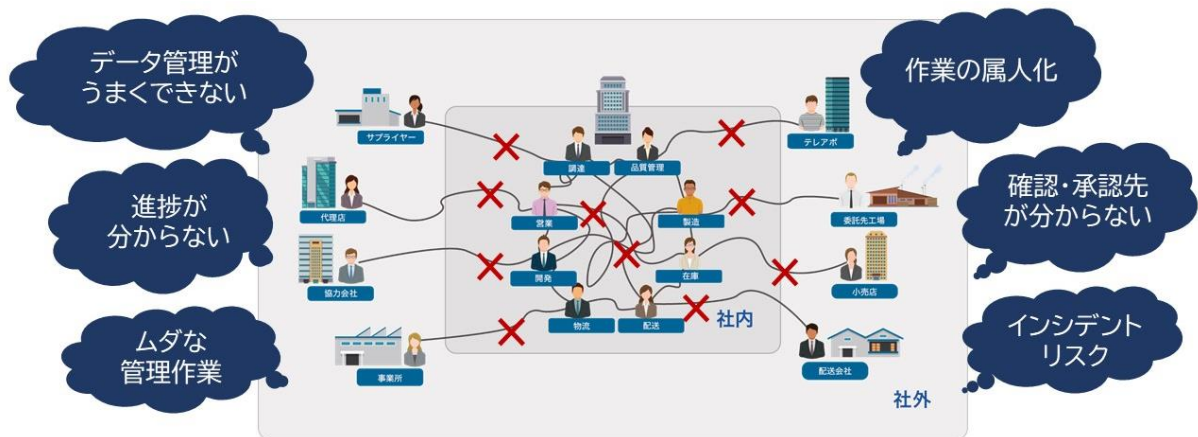 データ管理が
うまくできない
作業の属人化
サプライヤー
テレアポ
調達
品質管理
進捗が
分からない
代理店
営業
製造
委託先工場
確認・承認先
が分からない
協力会社
開発
在庫
小売店
ムダな
管理作業
事業所
物流
配送
社内
配送会社
インシデント
リスク
社外